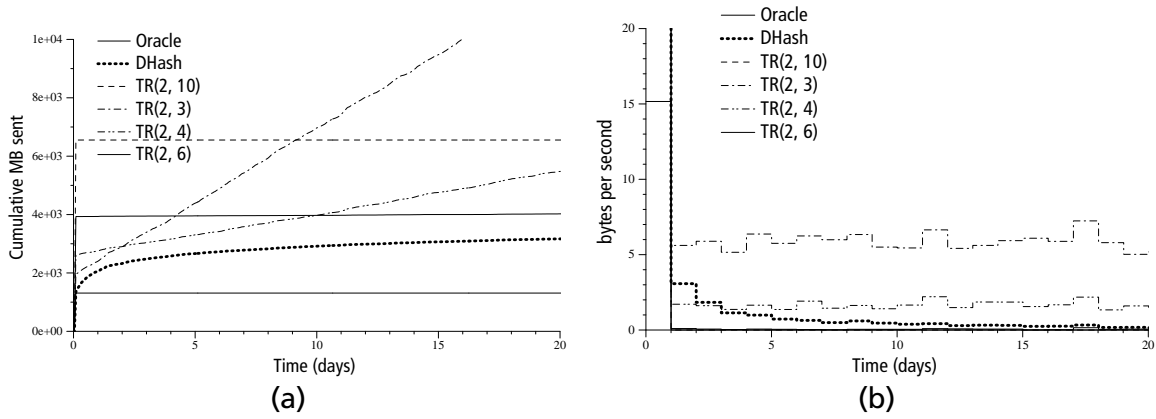 1e+04
8e+03
6e+03
4e+03
2e+03
0e+00
Cumulative MB sent
Oracle
DHash
TR(2, 10)
TR(2, 3)
TR(2, 4)
TR(2, 6)
0
5
10
15
20
Time (days)
(a)
20
15
10
5
0
bytes per second
Oracle
DHash
TR(2, 10)
TR(2, 3)
TR(2, 4)
TR(2, 6)
0
5
10
15
20
Time (days)
(b)